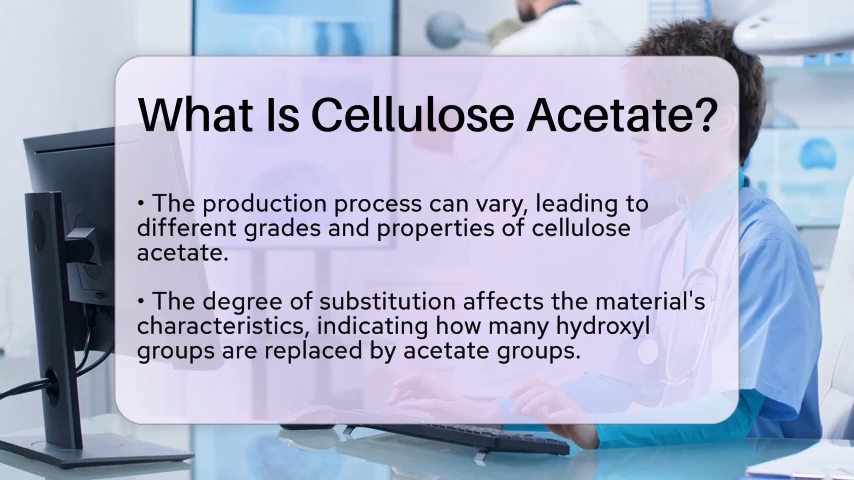 What Is Cellulose Acetate?
• The production process can vary, leading to
different grades and properties of cellulose
acetate.
• The degree of substitution affects the material's
characteristics, indicating how many hydroxyl
groups are replaced by acetate groups.